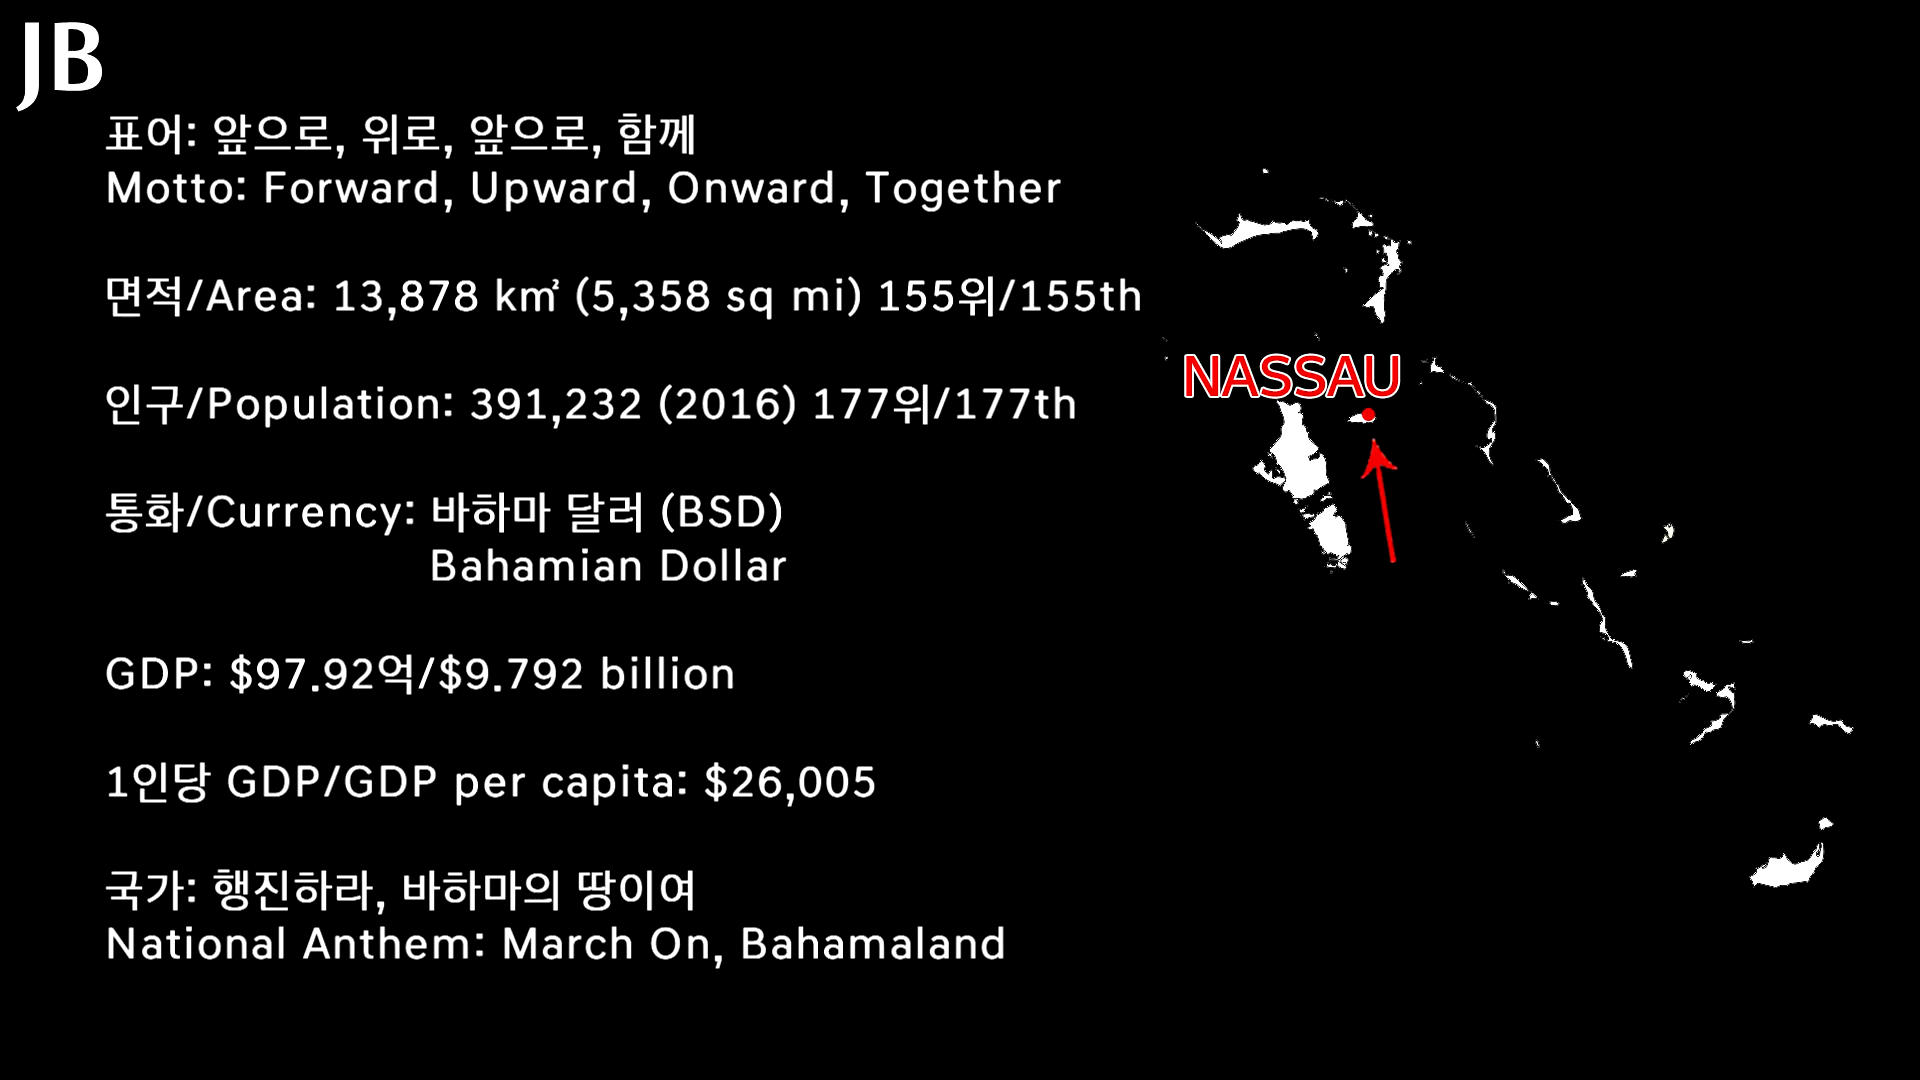 JB
표어: 앞으로, 위로, 앞으로, 함께
Motto: Forward, Upward, Onward, Together
면적/Area: 13,878 ㎢ (5,358 sq mi) 155위/155th
인구/Population: 391,232 (2016) 177위/177th
통화/Currency: 바하마 달러 (BSD)
Bahamian Dollar
GDP: $97.92억/$9.792 billion
1인당 GDP/GDP per capita: $26,005
국가: 행진하라, 바하마의 땅이여
National Anthem: March On, Bahamaland
NASSAU